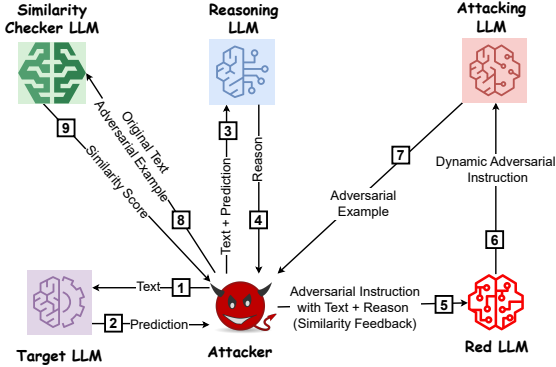 Similarity
Checker LLM
Reasoning
LLM
Attacking
LLM
9
Original Text
Adversarial Example
Similarity Score
8
3
Text + Prediction
Reason
4
7
Adversarial
Example
Dynamic Adversarial
Instruction
6
Text
1
2
Prediction
Target LLM
Attacker
Adversarial Instruction
with Text + Reason
(Similarity Feedback)
5
Red LLM